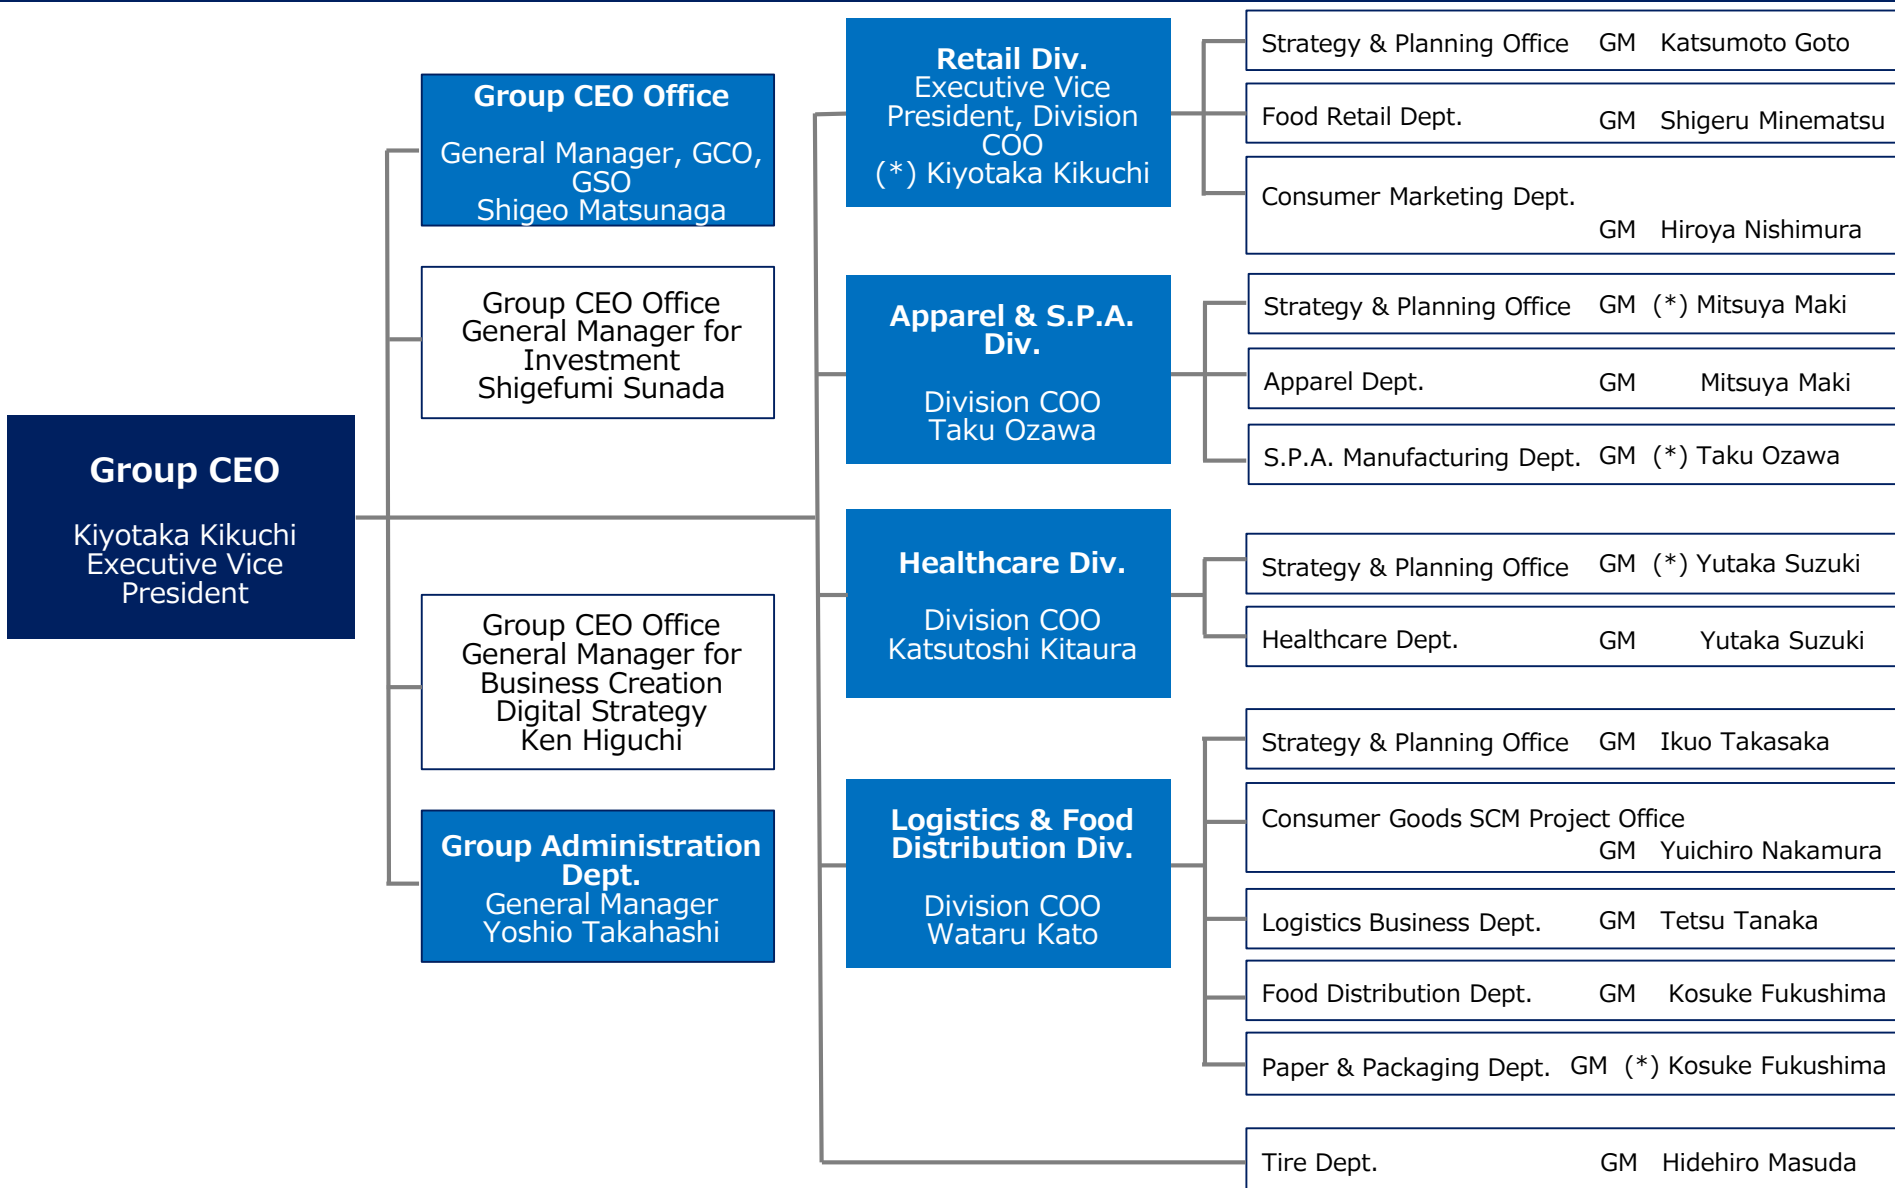 Group CEO
Kiyotaka Kikuchi
Executive Vice
President
Group CEO Office
General Manager, GCO,
GSO
Shigeo Matsunaga
Group CEO Office
General Manager for
Investment
Shigefumi Sunada
Group CEO Office
General Manager for
Business Creation
Digital Strategy
Ken Higuchi
Group Administration
Dept.
General Manager
Yoshio Takahashi
Retail Div.
Executive Vice
President, Division
COO
(*) Kiyotaka Kikuchi
Strategy & Planning Office GM Katsumoto Goto
Food Retail Dept. GM Shigeru Minematsu
Consumer Marketing Dept.
GM Hiroya Nishimura
Apparel & S.P.A.
Div.
Division COO
Taku Ozawa
Strategy & Planning Office GM (*) Mitsuya Maki
Apparel Dept. GM Mitsuya Maki
S.P.A. Manufacturing Dept. GM (*) Taku Ozawa
Healthcare Div.
Division COO
Katsutoshi Kitaura
Strategy & Planning Office GM (*) Yutaka Suzuki
Healthcare Dept. GM Yutaka Suzuki
Logistics & Food
Distribution Div.
Division COO
Wataru Kato
Strategy & Planning Office GM Ikuo Takasaka
Consumer Goods SCM Project Office
GM Yuichiro Nakamura
Logistics Business Dept. GM Tetsu Tanaka
Food Distribution Dept. GM Kosuke Fukushima
Paper & Packaging Dept. GM (*) Kosuke Fukushima
Tire Dept. GM Hidehiro Masuda